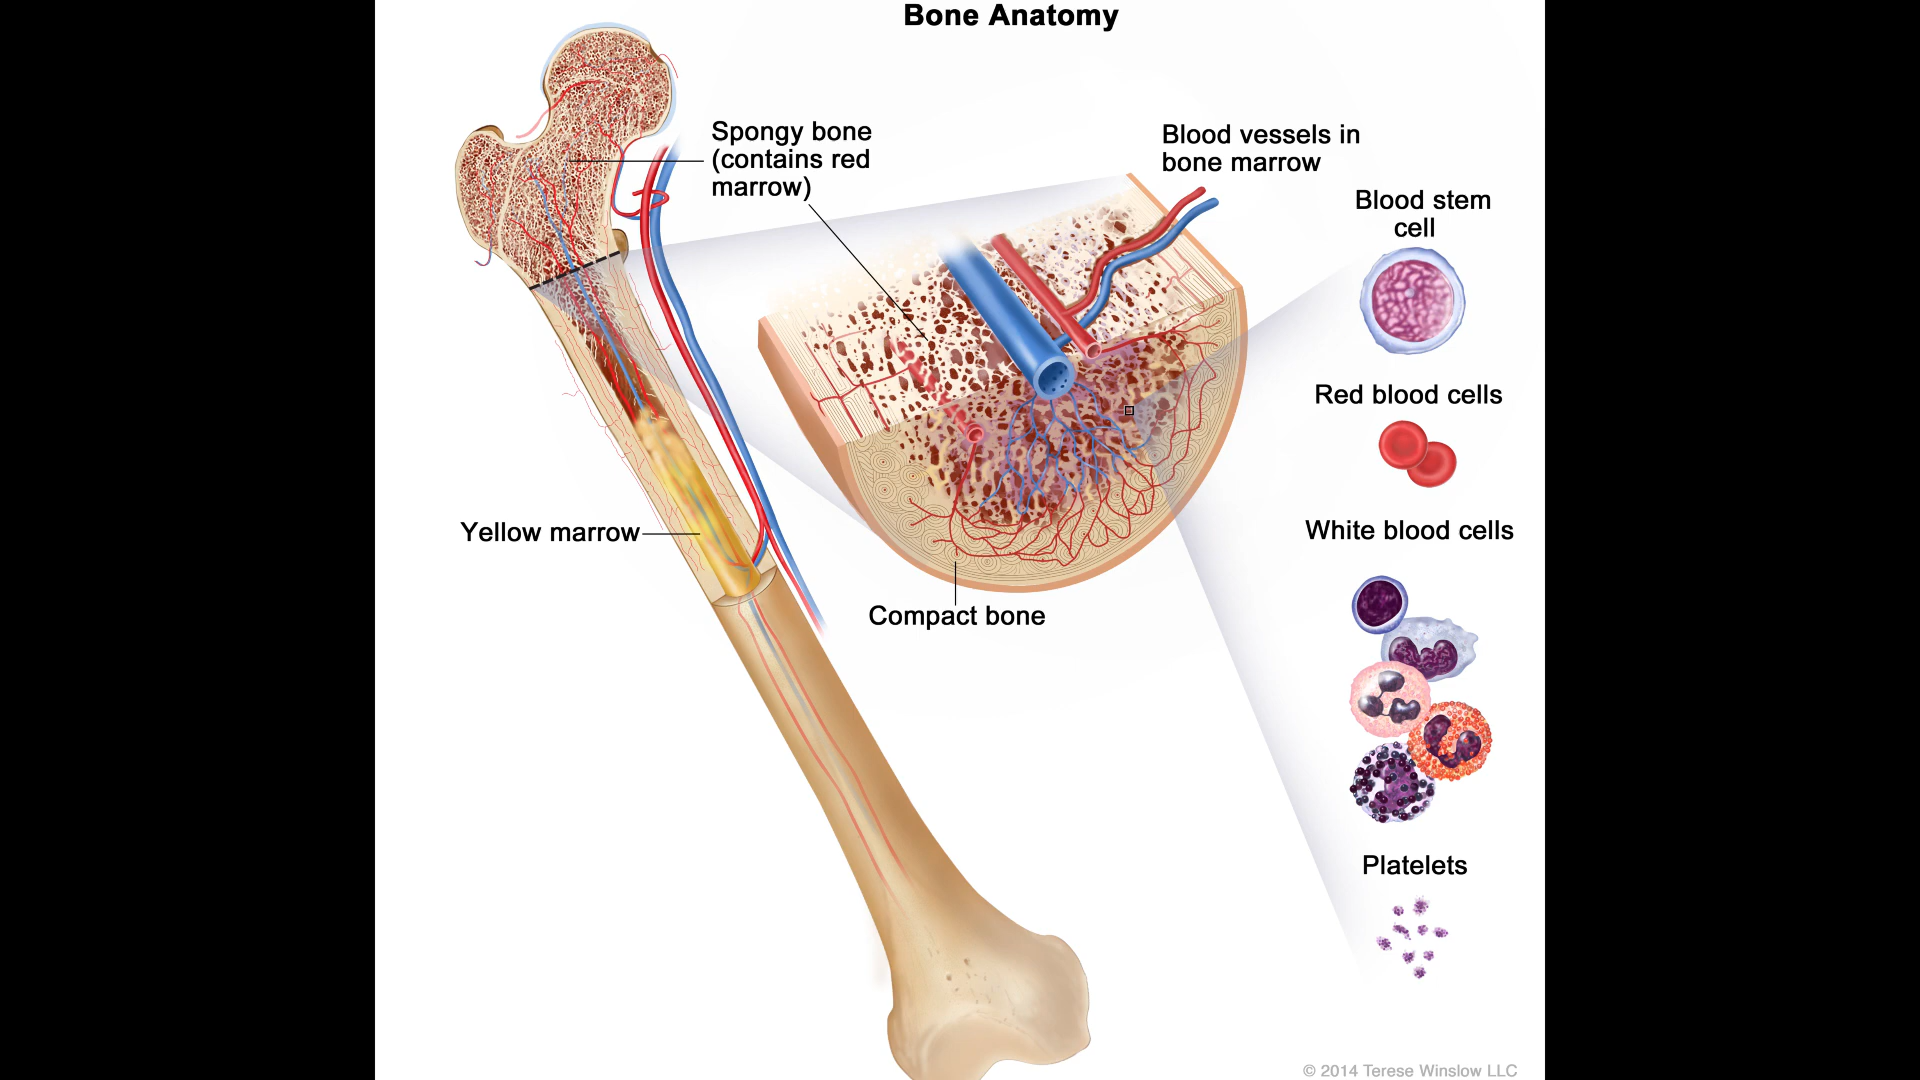 Bone Anatomy
Spongy bone
(contains red
marrow)
Blood vessels in
bone marrow
Blood stem
cell
Red blood cells
White blood cells
Yellow marrow
Compact bone
Platelets
© 2014 Terese Winslow LLC